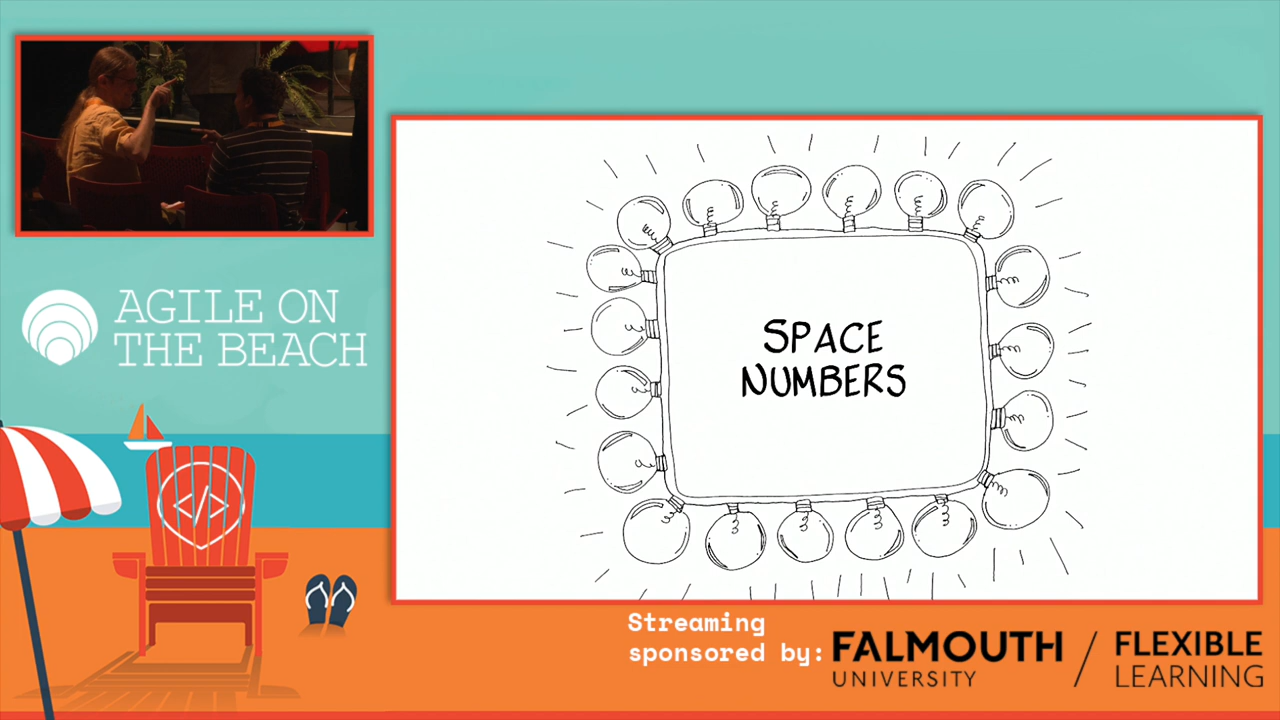 AGILE ON
THE BEACH
</>
SPACE
NUMBERS
Streaming
sponsored by:
FALMOUTH
UNIVERSITY
/
FLEXIBLE
LEARNING